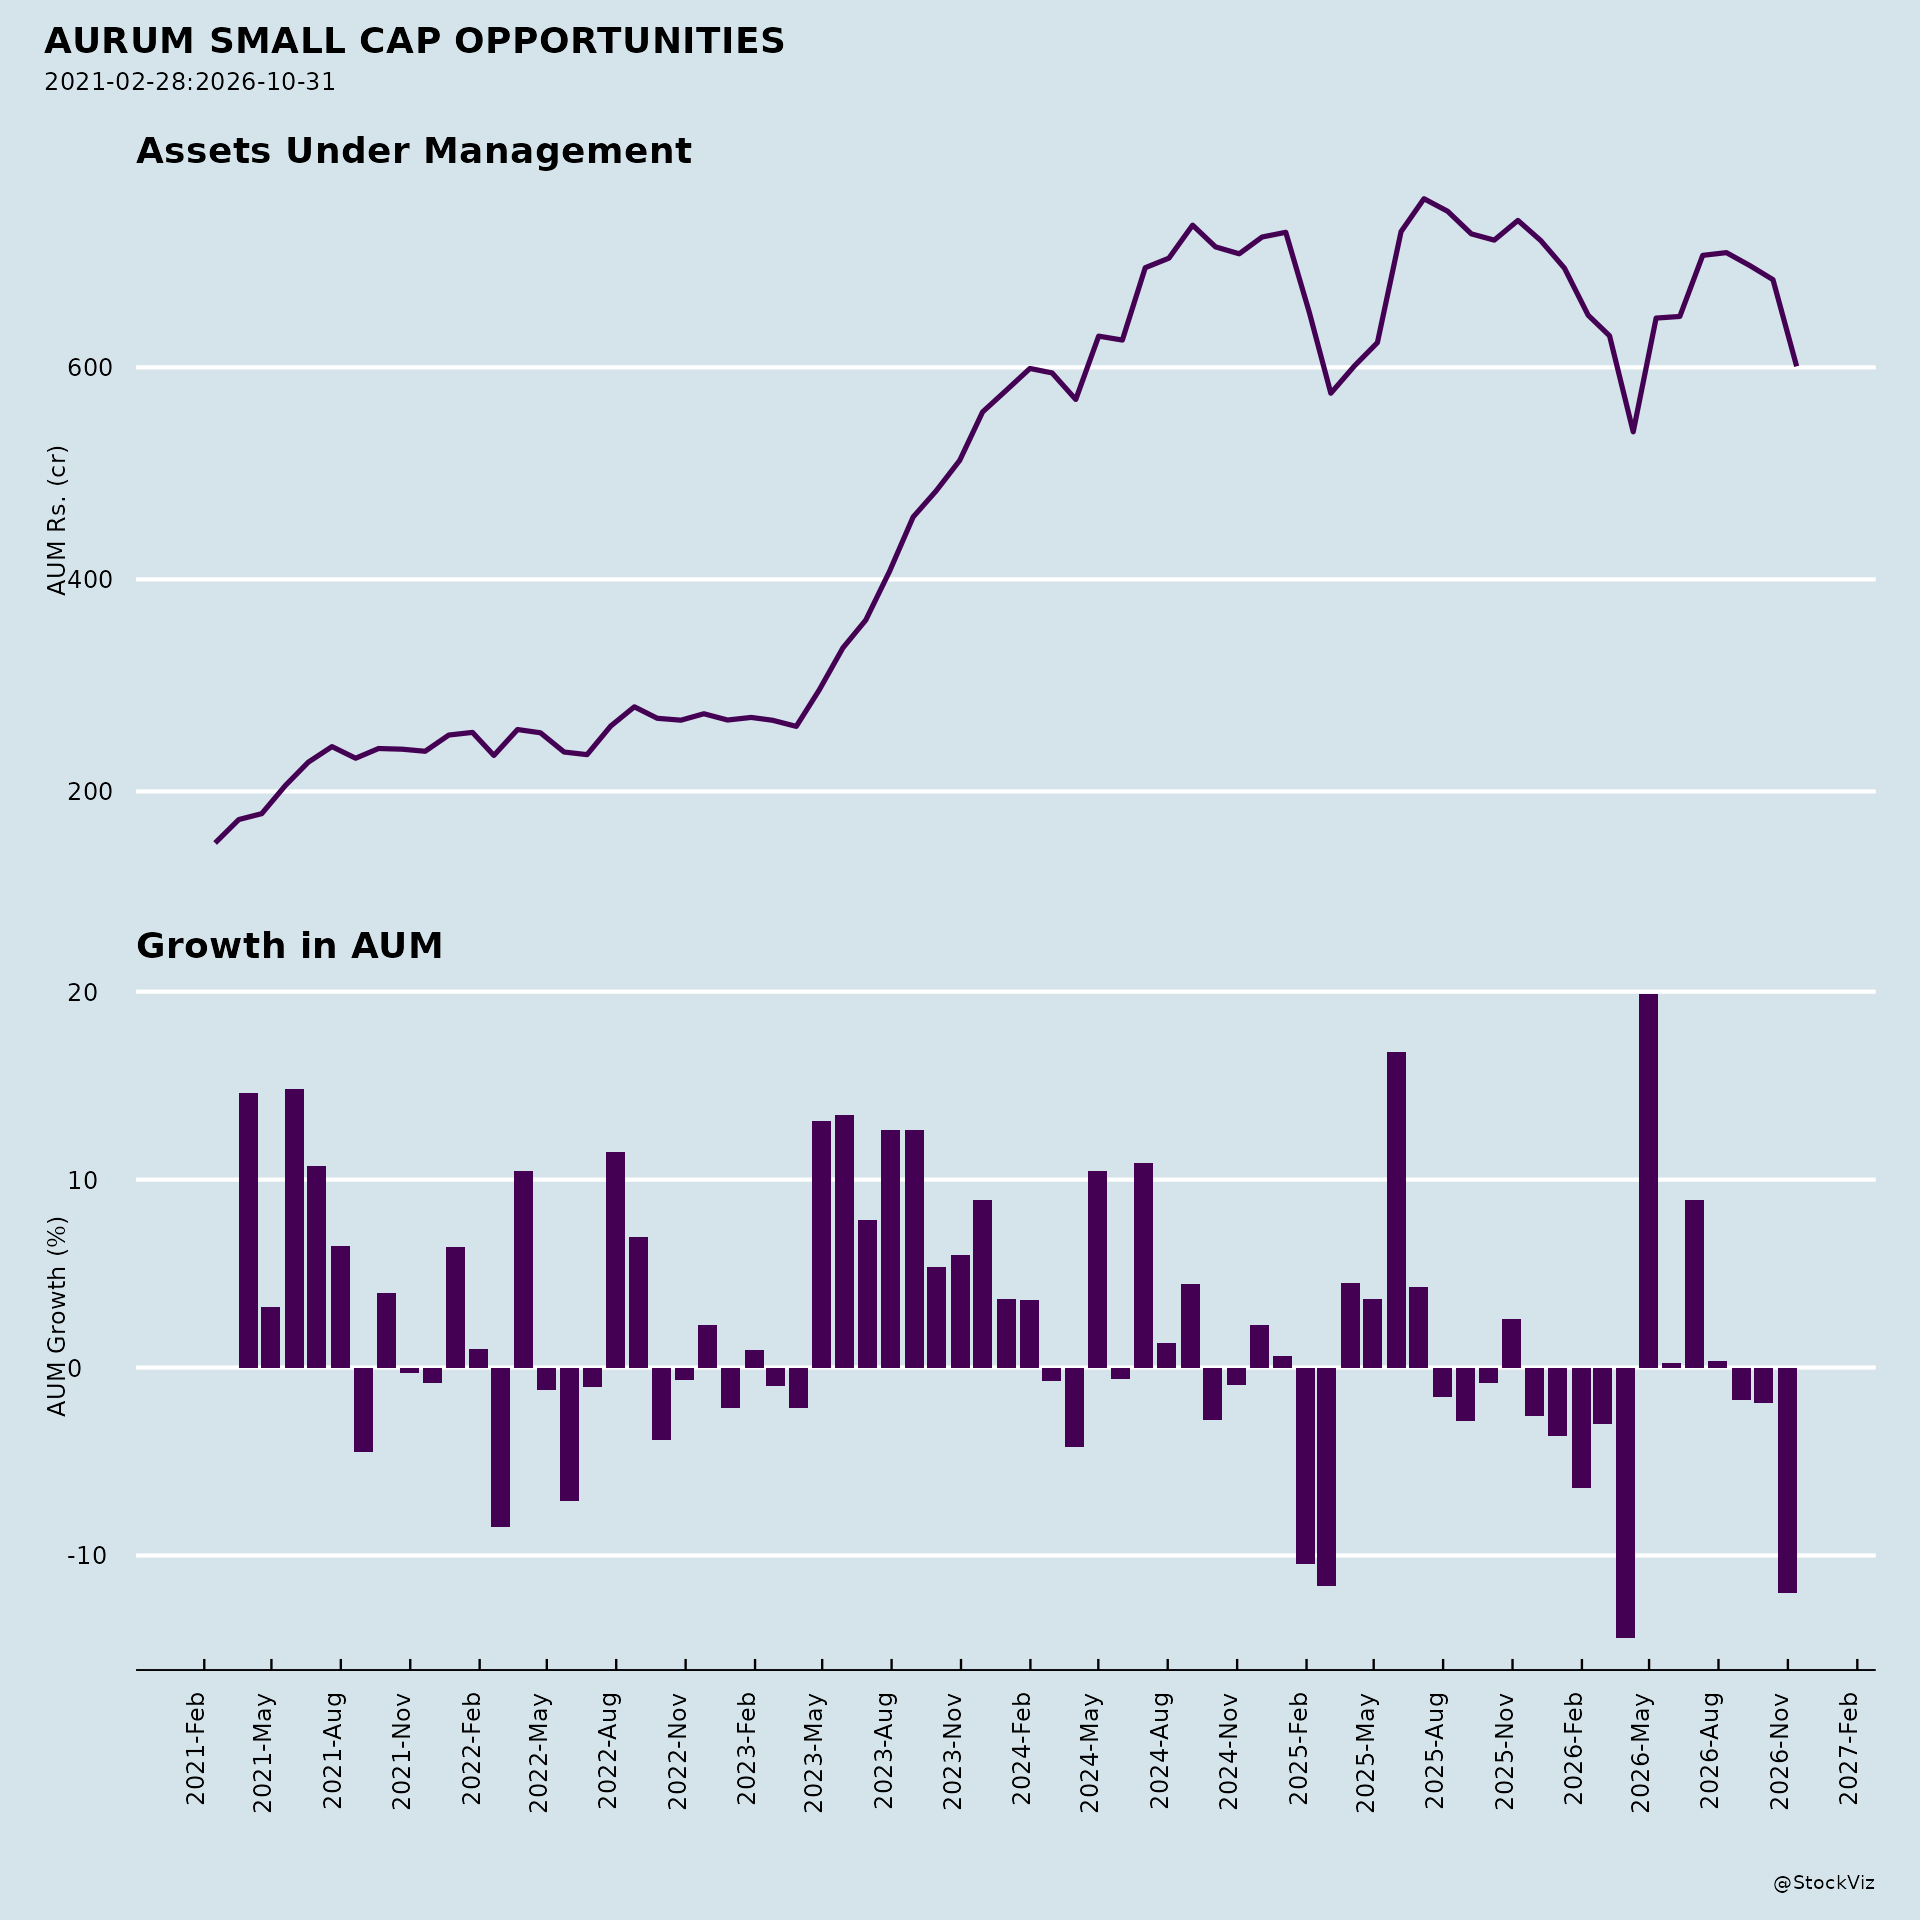 AURUM SMALL CAP OPPORTUNITIES
2021-02-28:2026-10-31
Assets Under Management
AUM Rs. (cr)
600
400
200
Growth in AUM
AUM Growth (%)
20
10
0
-10
2021-Feb
2021-May
2021-Aug
2021-Nov
2022-Feb
2022-May
2022-Aug
2022-Nov
2023-Feb
2023-May
2023-Aug
2023-Nov
2024-Feb
2024-May
2024-Aug
2024-Nov
2025-Feb
2025-May
2025-Aug
2025-Nov
2026-Feb
2026-May
2026-Aug
2026-Nov
2027-Feb
@StockViz